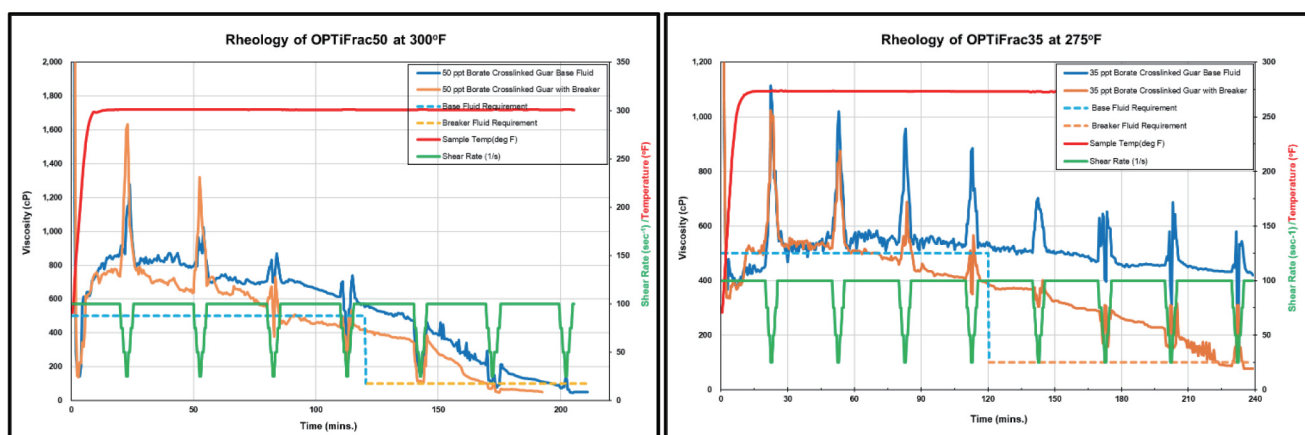 Rheology of OPTiFrac50 at 300ᵒF
Viscosity (cP)
2,000
1,800
1,600
1,400
1,200
1,000
800
600
400
200
0
50 ppt Borate Crosslinked Guar Base Fluid
50 ppt Borate Crosslinked Guar with Breaker
Base Fluid Requirement
Breaker Fluid Requirement
Sample Temp(deg F)
Shear Rate (1/s)
350
300
250
200
150
100
50
0
Shear Rate (sec⁻¹) /Temperature (ᵒF)
0
50
100
150
200
Time (mins.)
Rheology of OPTiFrac35 at 275ᵒF
Viscosity (cP)
1,200
1,000
800
600
400
200
0
35 ppt Borate Crosslinked Guar Base Fluid
35 ppt Borate Crosslinked Guar with Breaker
Base Fluid Requirement
Breaker Fluid Requirement
Sample Temp(deg F)
Shear Rate (1/s)
300
250
200
150
100
50
0
Shear Rate (sec-1) /Temperature (ᵒF)
0
30
60
90
120
150
180
210
240
Time (mins.)